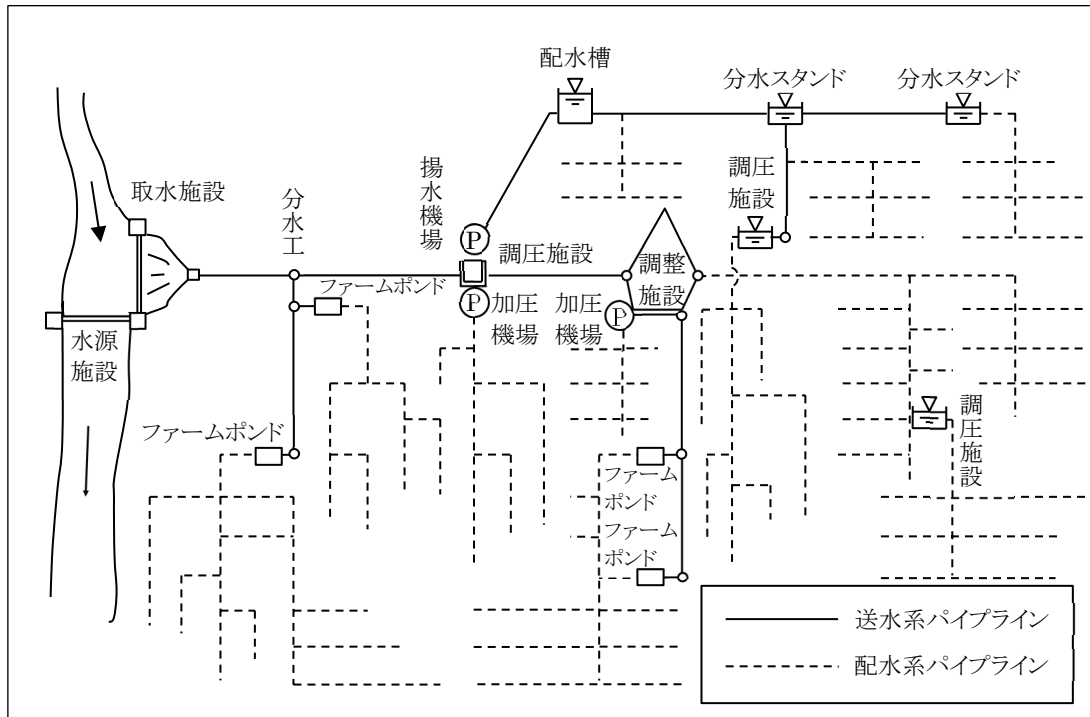 配水槽
分水スタンド
分水スタンド
取水施設
分水工
揚水機場
調圧
施設
P
調圧施設
調整
施設
ファームポンド
P
加圧
機場
加圧
機場
P
水源
施設
調圧施設
ファームポンド
ファーム
ポンド
ファーム
ポンド
送水系パイプライン
配水系パイプライン